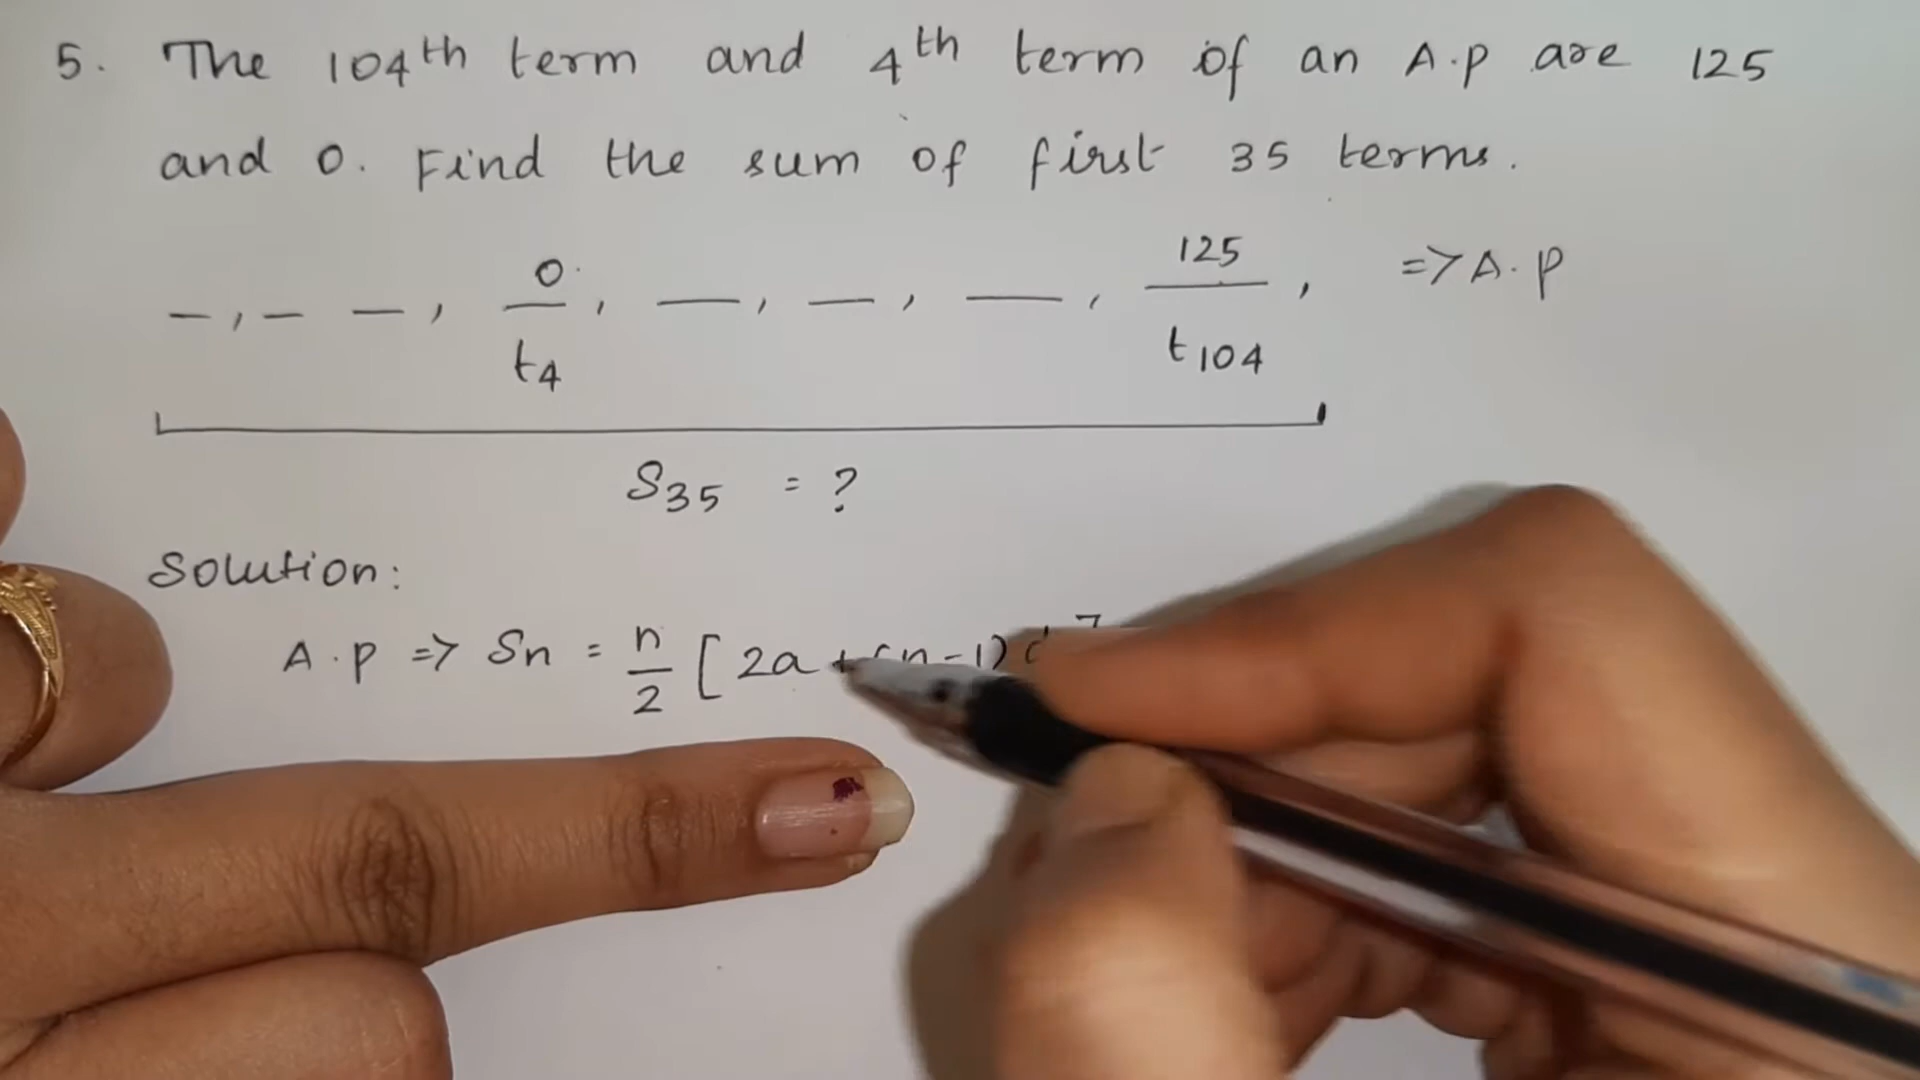 5. The 104th term and 4th term of an A.p are 125
and 0. Find the sum of first 35 terms.
_, _ _, 0/t4, _, _, _, 125/t104, => A.p
S35 = ?
Solution:
A.p => Sn = n/2 [2a + (n-1) d]